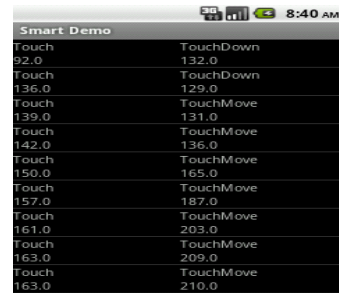 3G 8:40 AM
Smart Demo
Touch TouchDown
92.0 132.0
Touch TouchDown
136.0 129.0
Touch TouchMove
139.0 131.0
Touch TouchMove
142.0 136.0
Touch TouchMove
150.0 165.0
Touch TouchMove
157.0 187.0
Touch TouchMove
161.0 203.0
Touch TouchMove
163.0 209.0
Touch TouchMove
163.0 210.0